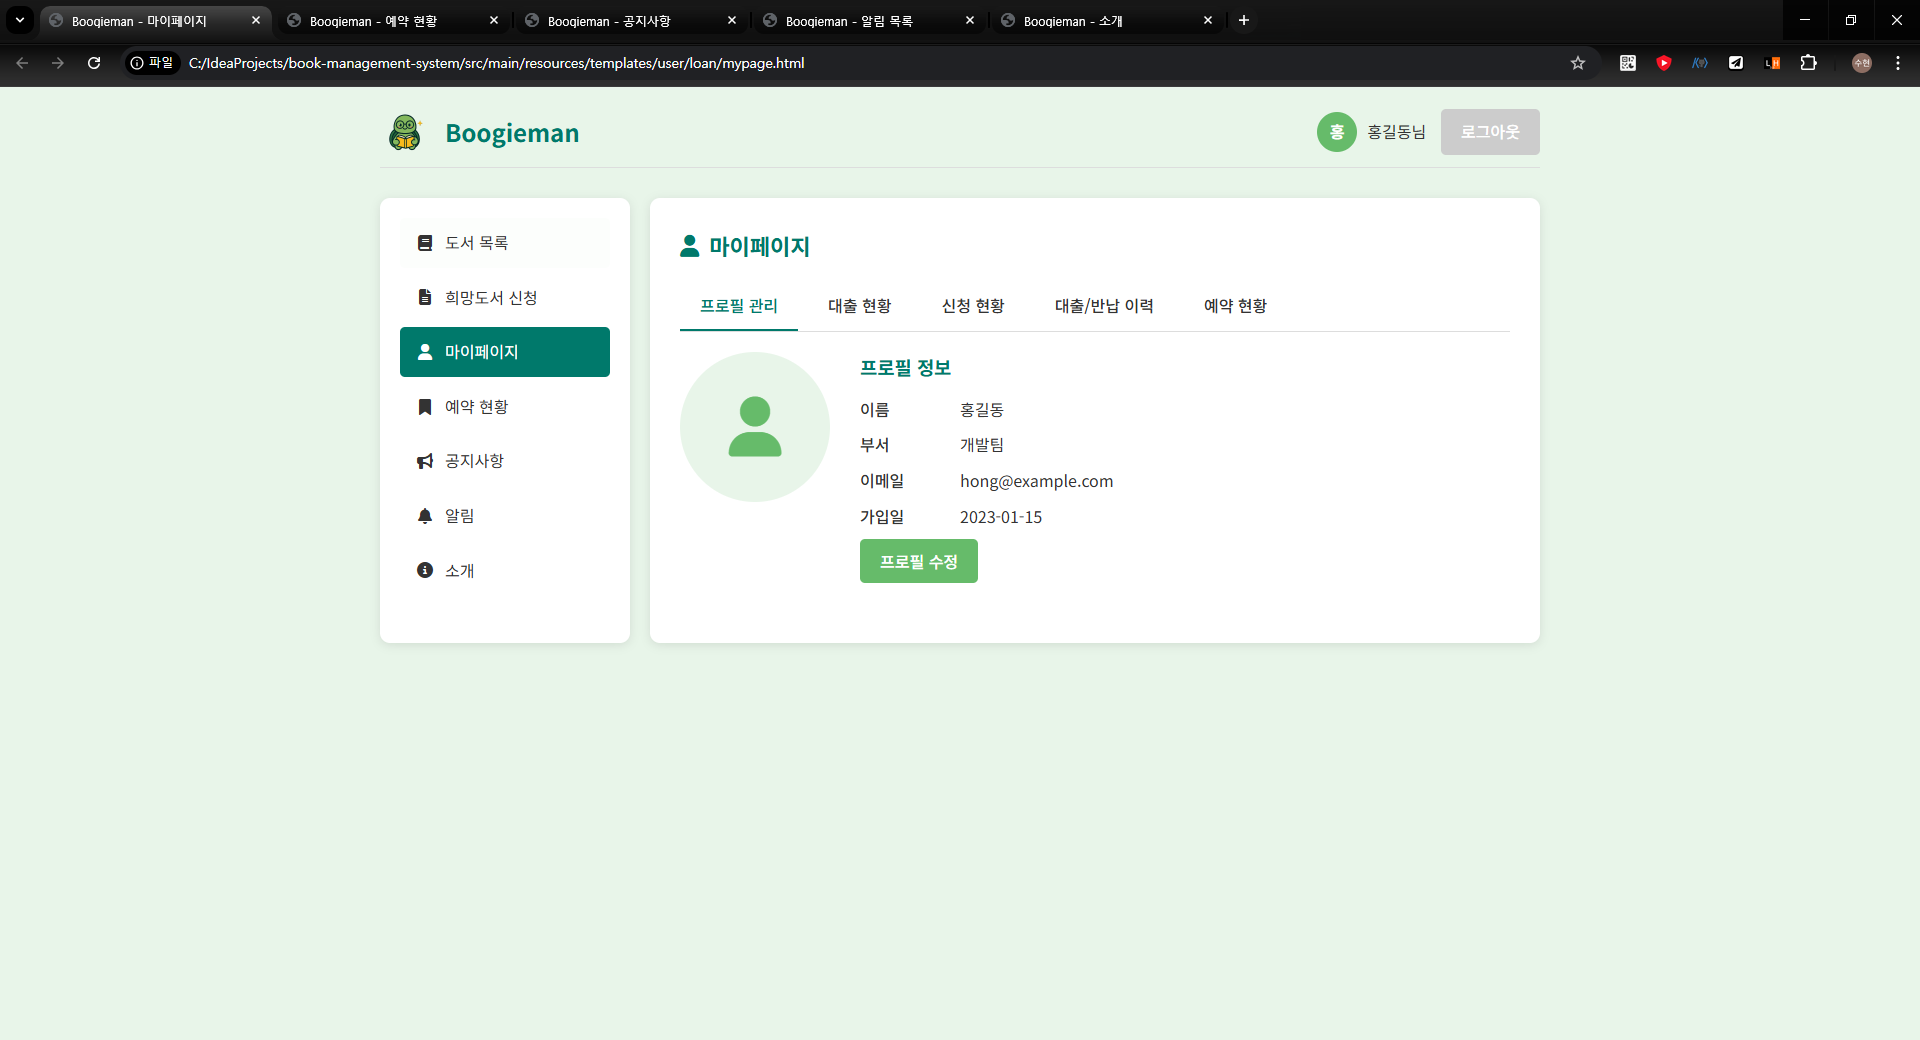 Boogieman - 마이페이지
Boogieman - 예약 현황
Boogieman - 공지사항
Boogieman - 알림 목록
Boogieman - 소개
파일
C:/IdeaProjects/book-management-system/src/main/resources/templates/user/loan/mypage.html
수현
Boogieman
홍
홍길동님
로그아웃
도서 목록
희망도서 신청
마이페이지
예약 현황
공지사항
알림
소개
마이페이지
프로필 관리
대출 현황
신청 현황
대출/반납 이력
예약 현황
프로필 정보
이름 홍길동
부서 개발팀
이메일 hong@example.com
가입일 2023-01-15
프로필 수정